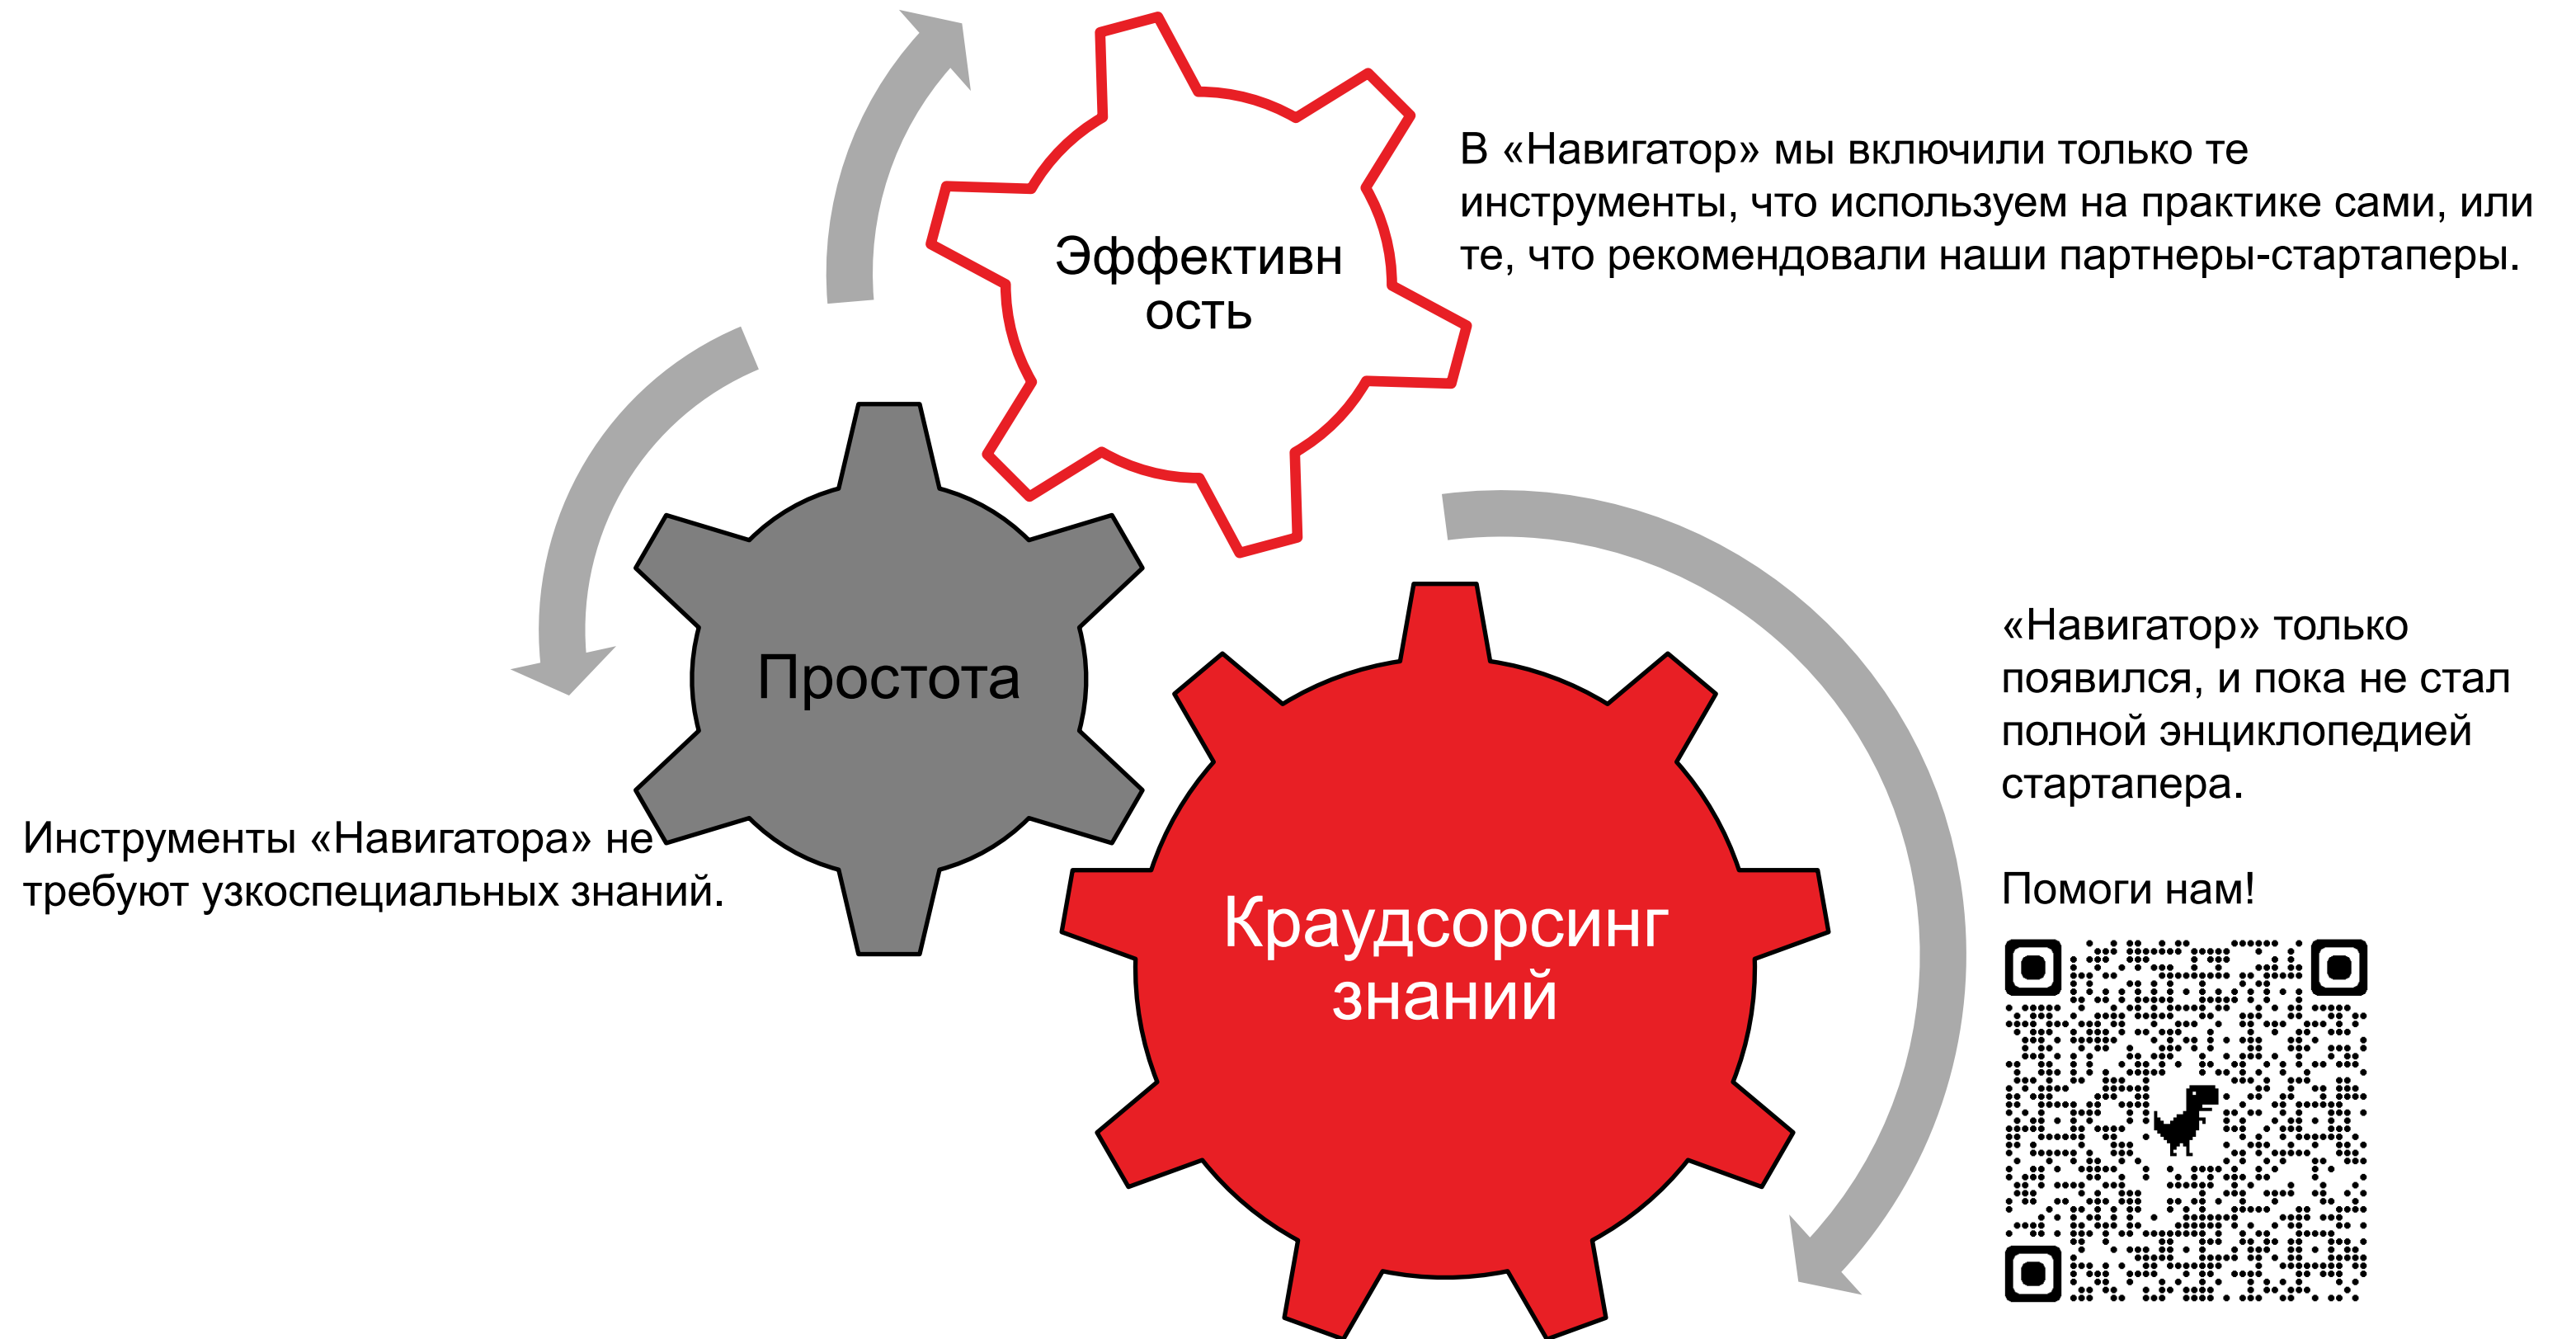 В «Навигатор» мы включили только те
инструменты, что используем на практике сами, или
те, что рекомендовали наши партнеры-стартаперы.
Эффективн
ость
Простота
Инструменты «Навигатора» не
требуют узкоспециальных знаний.
Краудсорсинг
знаний
«Навигатор» только
появился, и пока не стал
полной энциклопедией
стартапера.
Помоги нам!